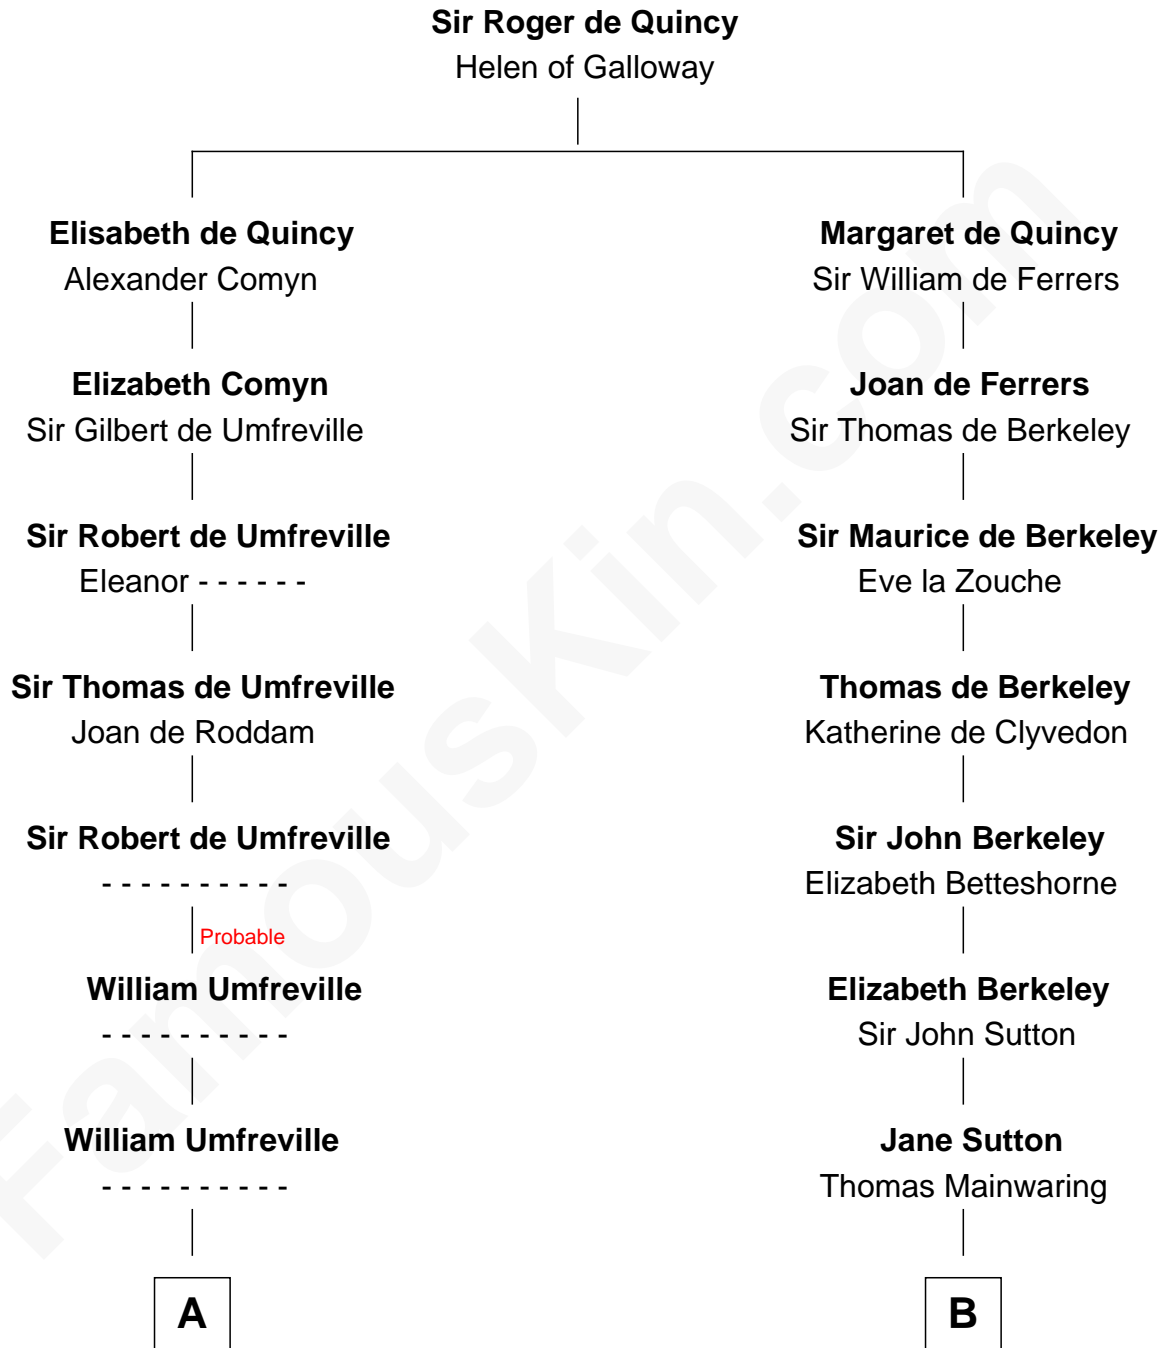 Sir Roger de Quincy
Helen of Galloway
Elisabeth de Quincy
Alexander Comyn
Margaret de Quincy
Sir William de Ferrers
Elizabeth Comyn
Sir Gilbert de Umfreville
Joan de Ferrers
Sir Thomas de Berkeley
Sir Robert de Umfreville
Eleanor - - - - - -
Sir Maurice de Berkeley
Eve la Zouche
Sir Thomas de Umfreville
Joan de Roddam
Thomas de Berkeley
Katherine de Clyvedon
Sir Robert de Umfreville
- - - - - - - - - -
Probable
Sir John Berkeley
Elizabeth Betteshorne
William Umfreville
- - - - - - - - - -
Elizabeth Berkeley
Sir John Sutton
William Umfreville
- - - - - - - - - -
Jane Sutton
Thomas Mainwaring
A
B
FamousKin.com